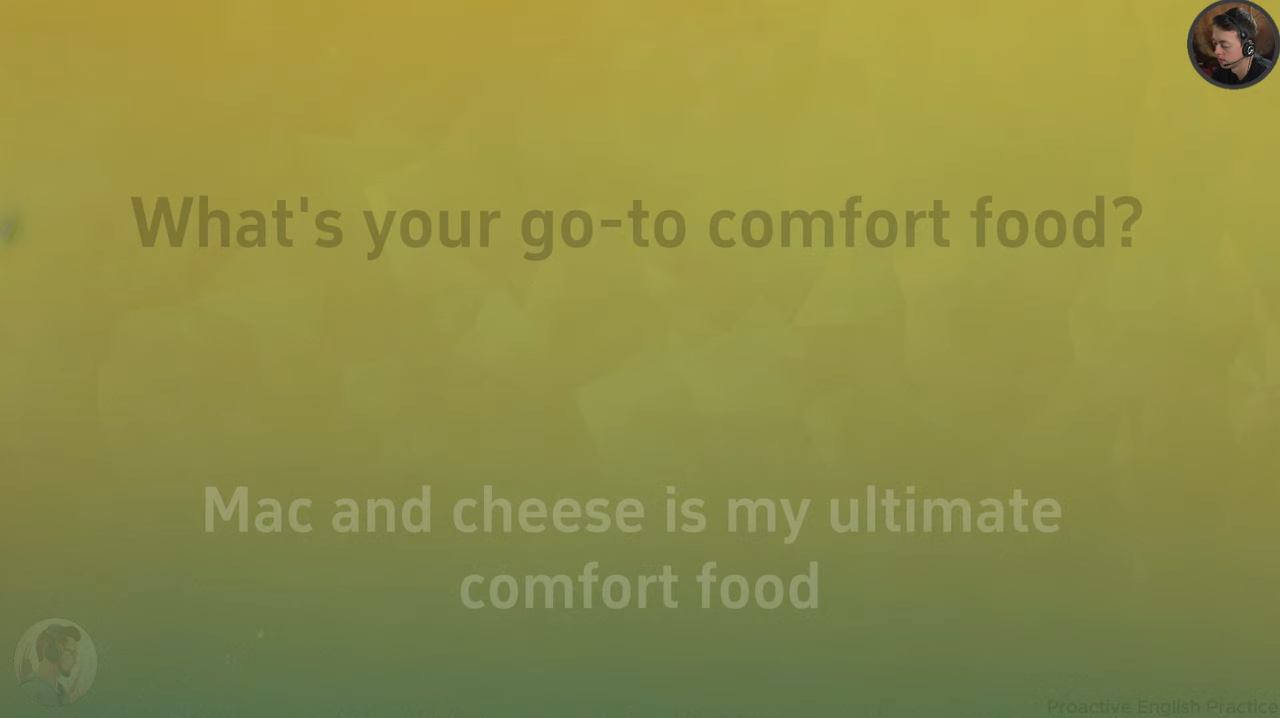 What's your go-to comfort food?
Mac and cheese is my ultimate
comfort food
Proactive English Practice